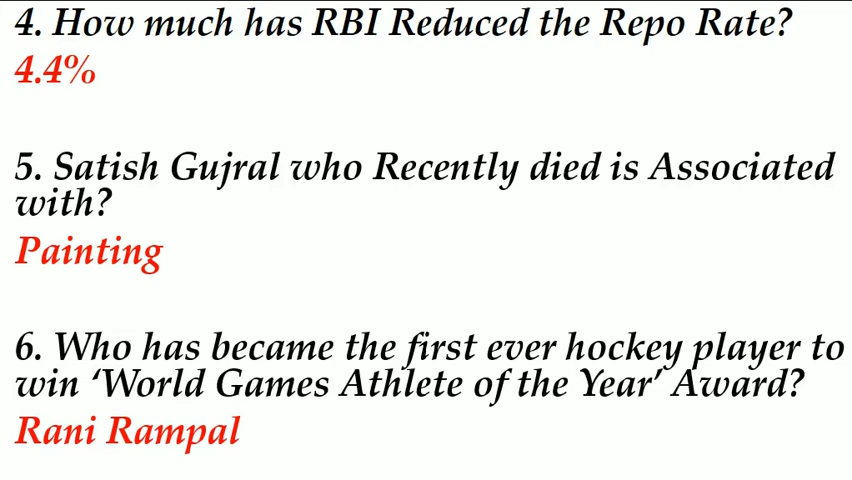 4. How much has RBI Reduced the Repo Rate?
4.4%
5. Satish Gujral who Recently died is Associated
with?
Painting
6. Who has became the first ever hockey player to
win ‘World Games Athlete of the Year’ Award?
Rani Rampal